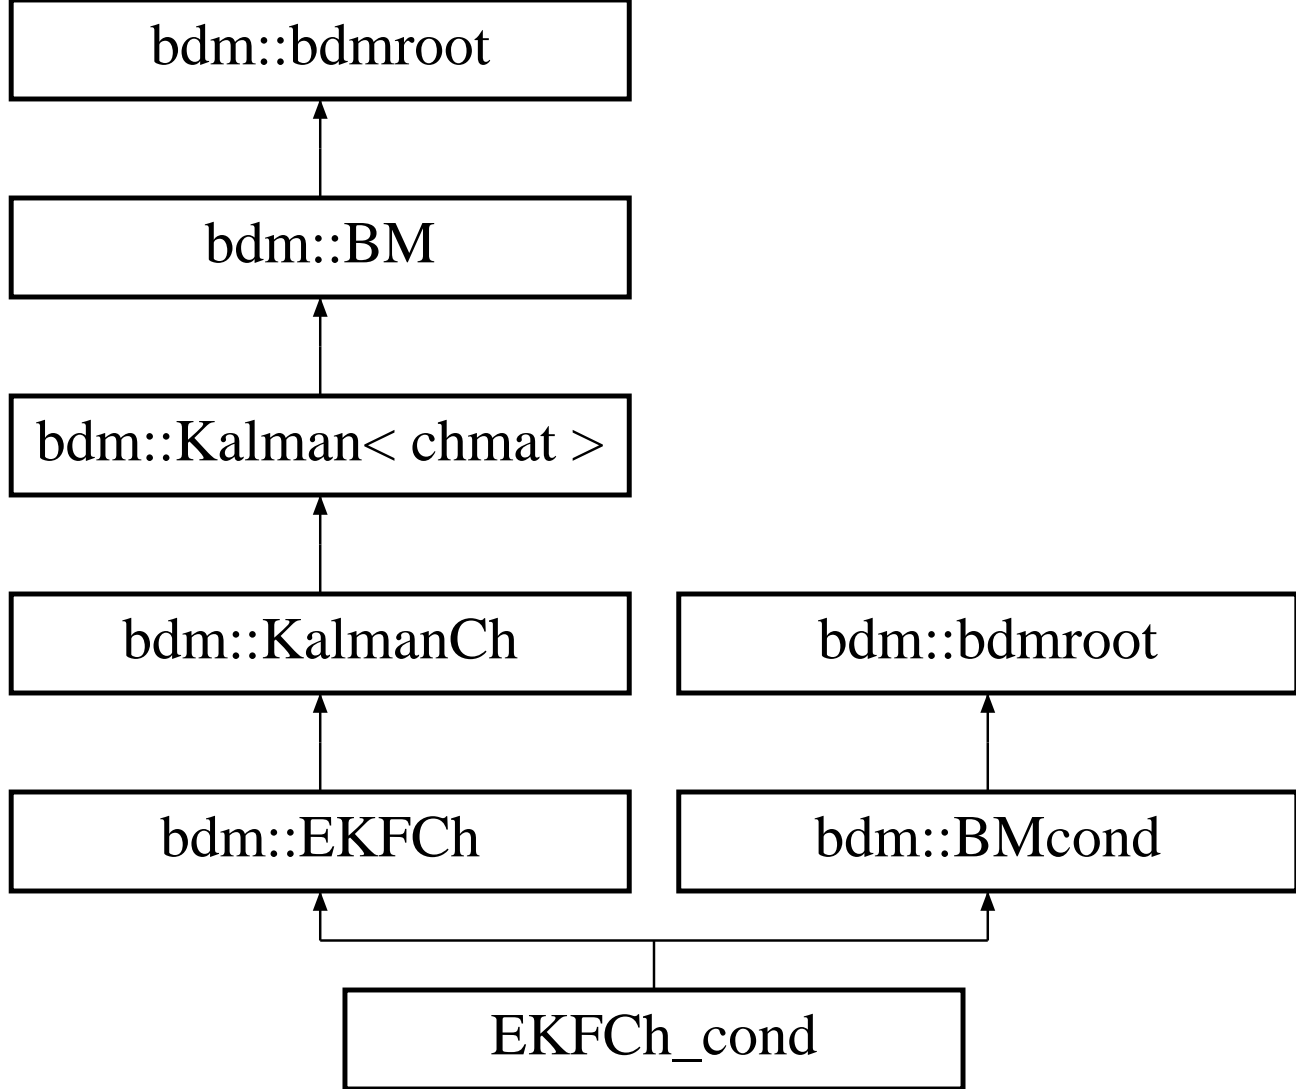 bdm::bdmroot
bdm::BM
bdm::Kalman< chmat >
bdm::KalmanCh
bdm::bdmroot
bdm::EKFCh
bdm::BMcond
EKFCh_cond